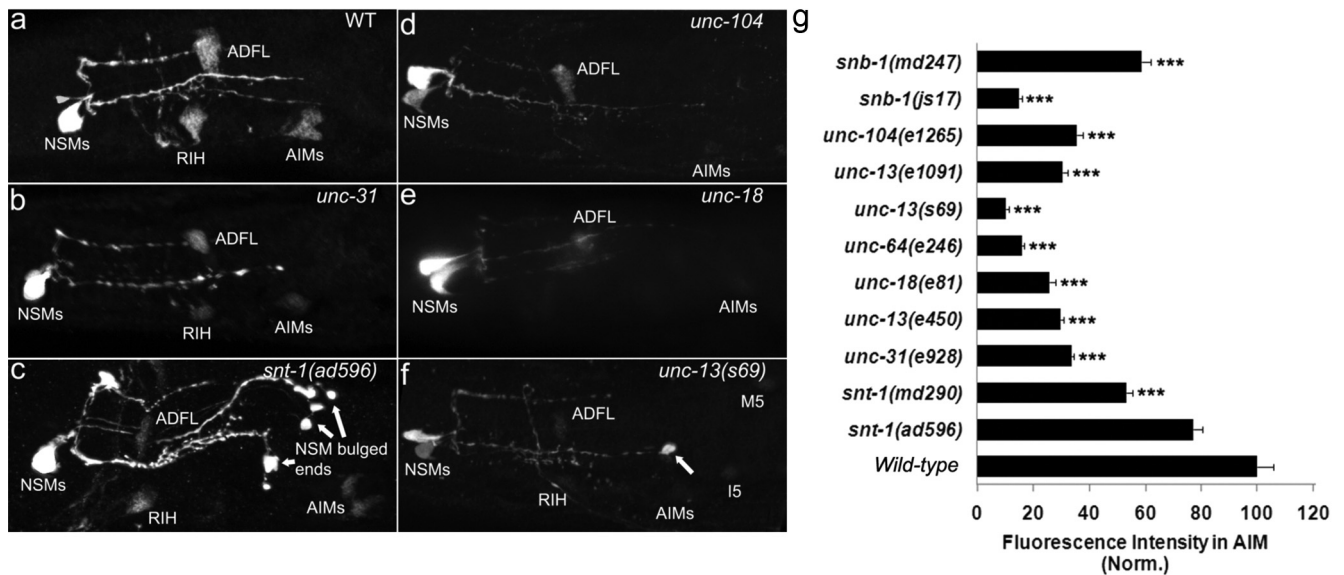 a
WT
ADFL
NSMs
RIH
AIMs
b
unc-31
ADFL
NSMs
RIH
AIMs
c
snt-1(ad596)
ADFL
NSM bulged
ends
NSMs
RIH
AIMs
d
unc-104
ADFL
NSMs
AIMs
e
unc-18
ADFL
NSMs
AIMs
f
unc-13(s69)
M5
ADFL
NSMs
I5
RIH
AIMs
g
snb-1(md247) ***
snb-1(js17) ***
unc-104(e1265) ***
unc-13(e1091) ***
unc-13(s69) ***
unc-64(e246) ***
unc-18(e81) ***
unc-13(e450) ***
unc-31(e928) ***
snt-1(md290) ***
snt-1(ad596)
Wild-type
0 20 40 60 80 100 120
Fluorescence Intensity in AIM
(Norm.)